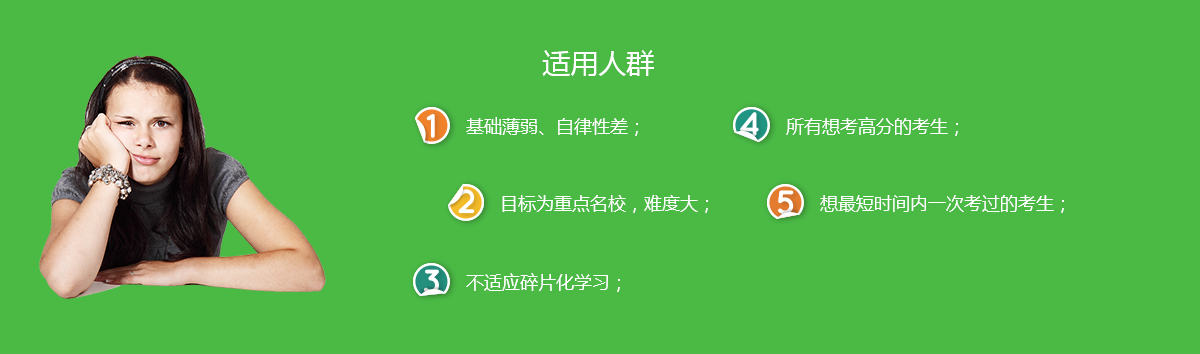 适用人群
1 基础薄弱、自律性差；
2 目标为重点名校，难度大；
3 不适应碎片化学习；
4 所有想考高分的考生；
5 想最短时间内一次考过的考生；